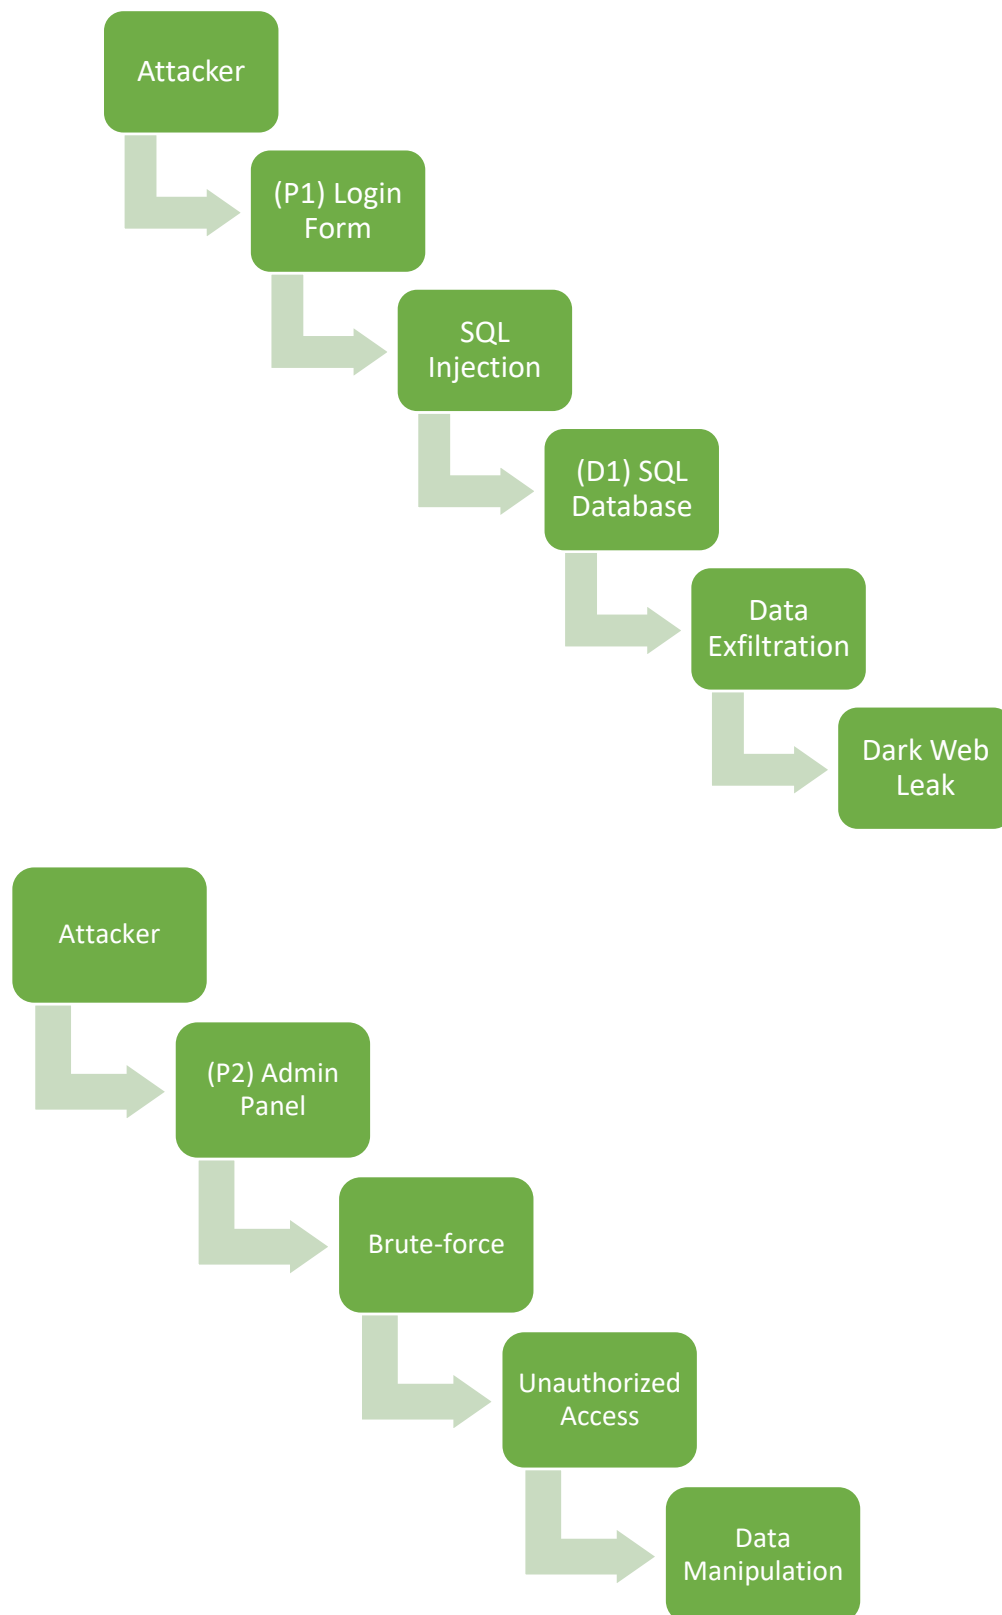 Attacker
(P1) Login
Form
SQL
Injection
(D1) SQL
Database
Data
Exfiltration
Dark Web
Leak
Attacker
(P2) Admin
Panel
Brute-force
Unauthorized
Access
Data
Manipulation